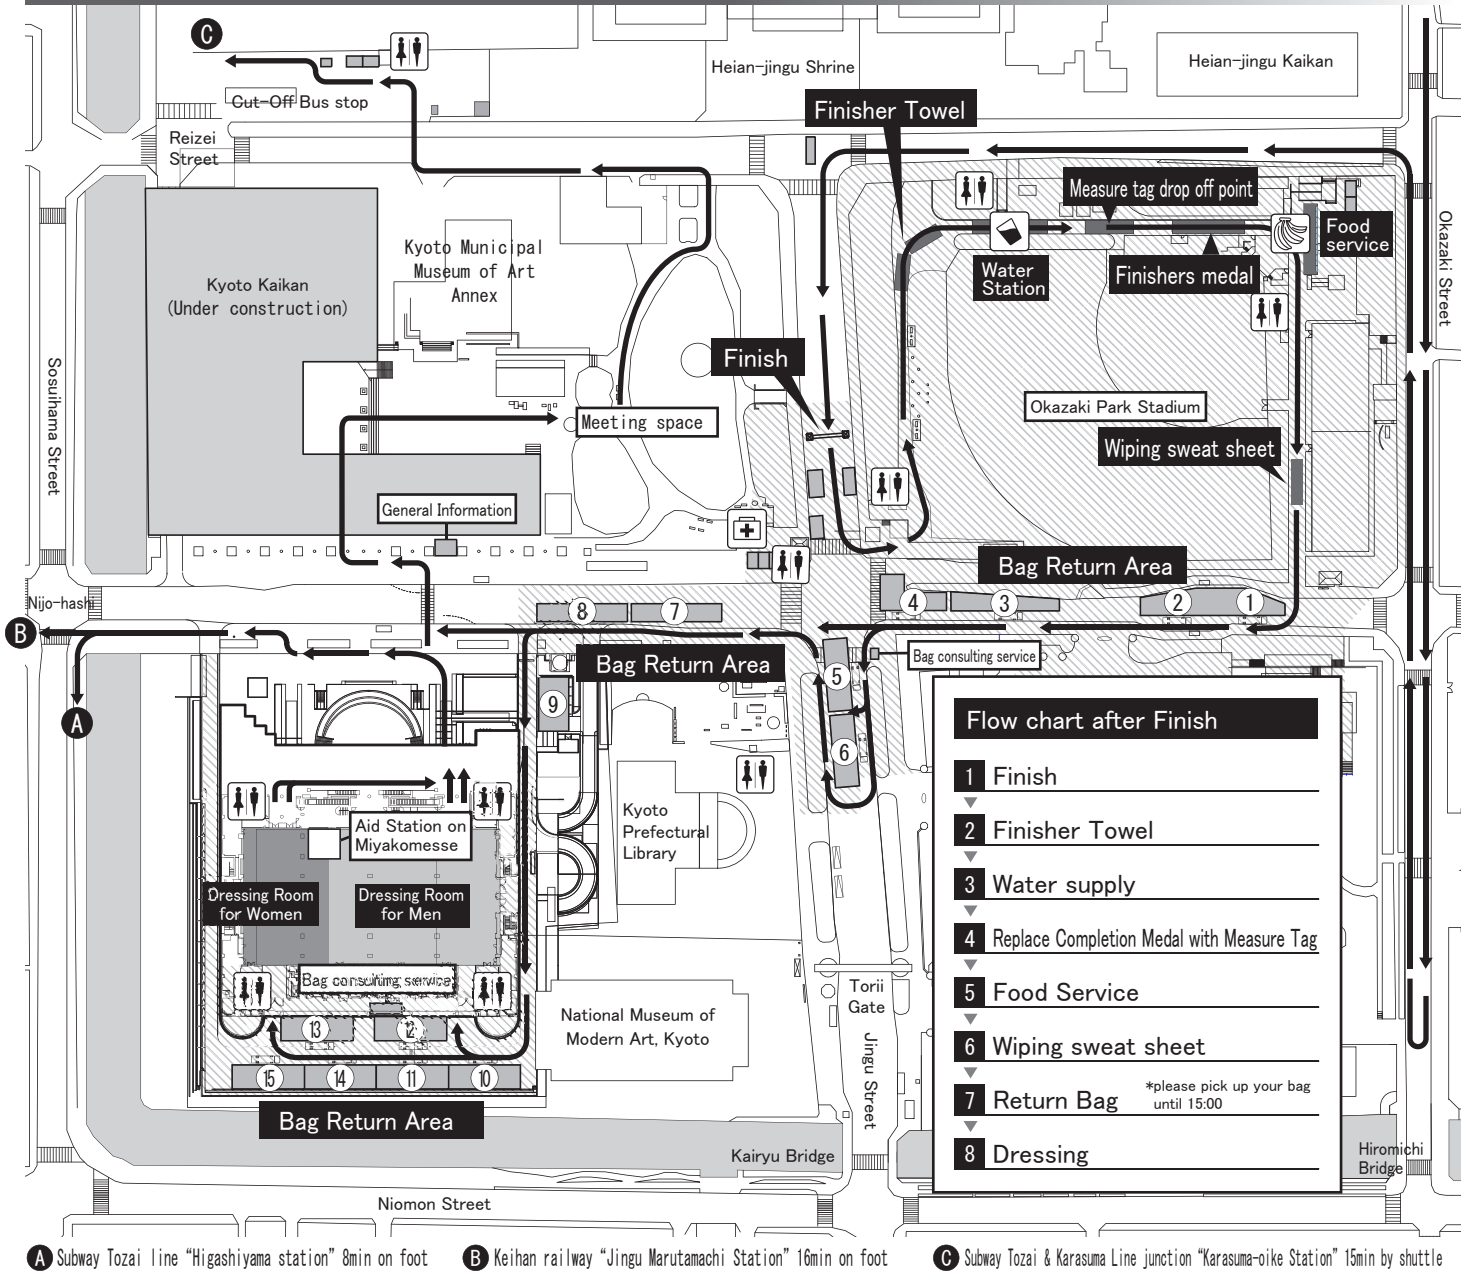 C
Heian-jingu Shrine
Heian-jingu Kaikan
Cut-Off Bus stop
Finisher Towel
Reizei
Street
Measure tag drop off point
Food
service
Okazaki Street
Kyoto Municipal
Museum of Art
Annex
Water
Station
Finishers medal
Kyoto Kaikan
(Under construction)
Finish
Sosuihama Street
Okazaki Park Stadium
Meeting space
Wiping sweat sheet
General Information
Bag Return Area
Nijo-hashi
8
7
4
3
2
1
B
Bag Return Area
Bag consulting service
5
9
A
6
Flow chart after Finish
1 Finish
2 Finisher Towel
3 Water supply
4 Replace Completion Medal with Measure Tag
5 Food Service
6 Wiping sweat sheet
7 Return Bag
*please pick up your bag
until 15:00
8 Dressing
Kyoto
Prefectural
Library
Aid Station on
Miyakomesse
Dressing Room
for Women
Dressing Room
for Men
Bag consulting service
Torii
Gate
National Museum of
Modern Art, Kyoto
Jingu Street
13
12
15
14
11
10
Bag Return Area
Kairyu Bridge
Hiromichi
Bridge
Niomon Street
A Subway Tozai line “Higashiyama station” 8min on foot
B Keihan railway “Jingu Marutamachi Station” 16min on foot
C Subway Tozai & Karasuma Line junction “Karasuma-oike Station” 15min by shuttle